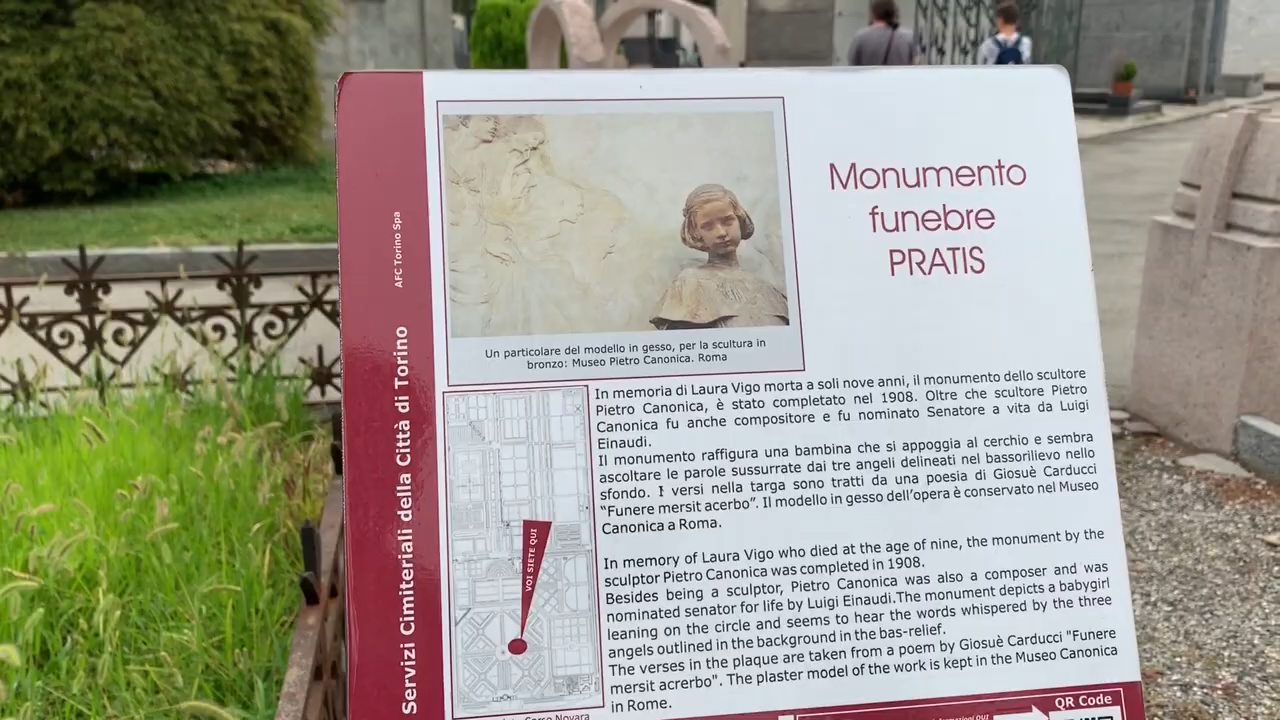 Monumento
funebre
PRATIS
Un particolare del modello in gesso, per la scultura in
bronzo: Museo Pietro Canonica. Roma
AFC Torino Spa
Servizi Cimiteriali della Città di Torino
VOI SIETE QUI
In memoria di Laura Vigo morta a soli nove anni, il monumento dello scultore
Pietro Canonica, è stato completato nel 1908. Oltre che scultore Pietro
Canonica fu anche compositore e fu nominato Senatore a vita da Luigi
Einaudi.
Il monumento raffigura una bambina che si appoggia al cerchio e sembra
ascoltare le parole sussurrate dai tre angeli delineati nel bassorilievo nello
sfondo. I versi nella targa sono tratti da una poesia di Giosuè Carducci
“Funere mersit acerbo”. Il modello in gesso dell’opera è conservato nel Museo
Canonica a Roma.
In memory of Laura Vigo who died at the age of nine, the monument by the
sculptor Pietro Canonica was completed in 1908.
Besides being a sculptor, Pietro Canonica was also a composer and was
nominated senator for life by Luigi Einaudi.The monument depicts a babygirl
leaning on the circle and seems to hear the words whispered by the three
angels outlined in the background in the bas-relief.
The verses in the plaque are taken from a poem by Giosuè Carducci "Funere
mersit acrerbo". The plaster model of the work is kept in the Museo Canonica
in Rome.
Corso Novara
QUI
QR Code